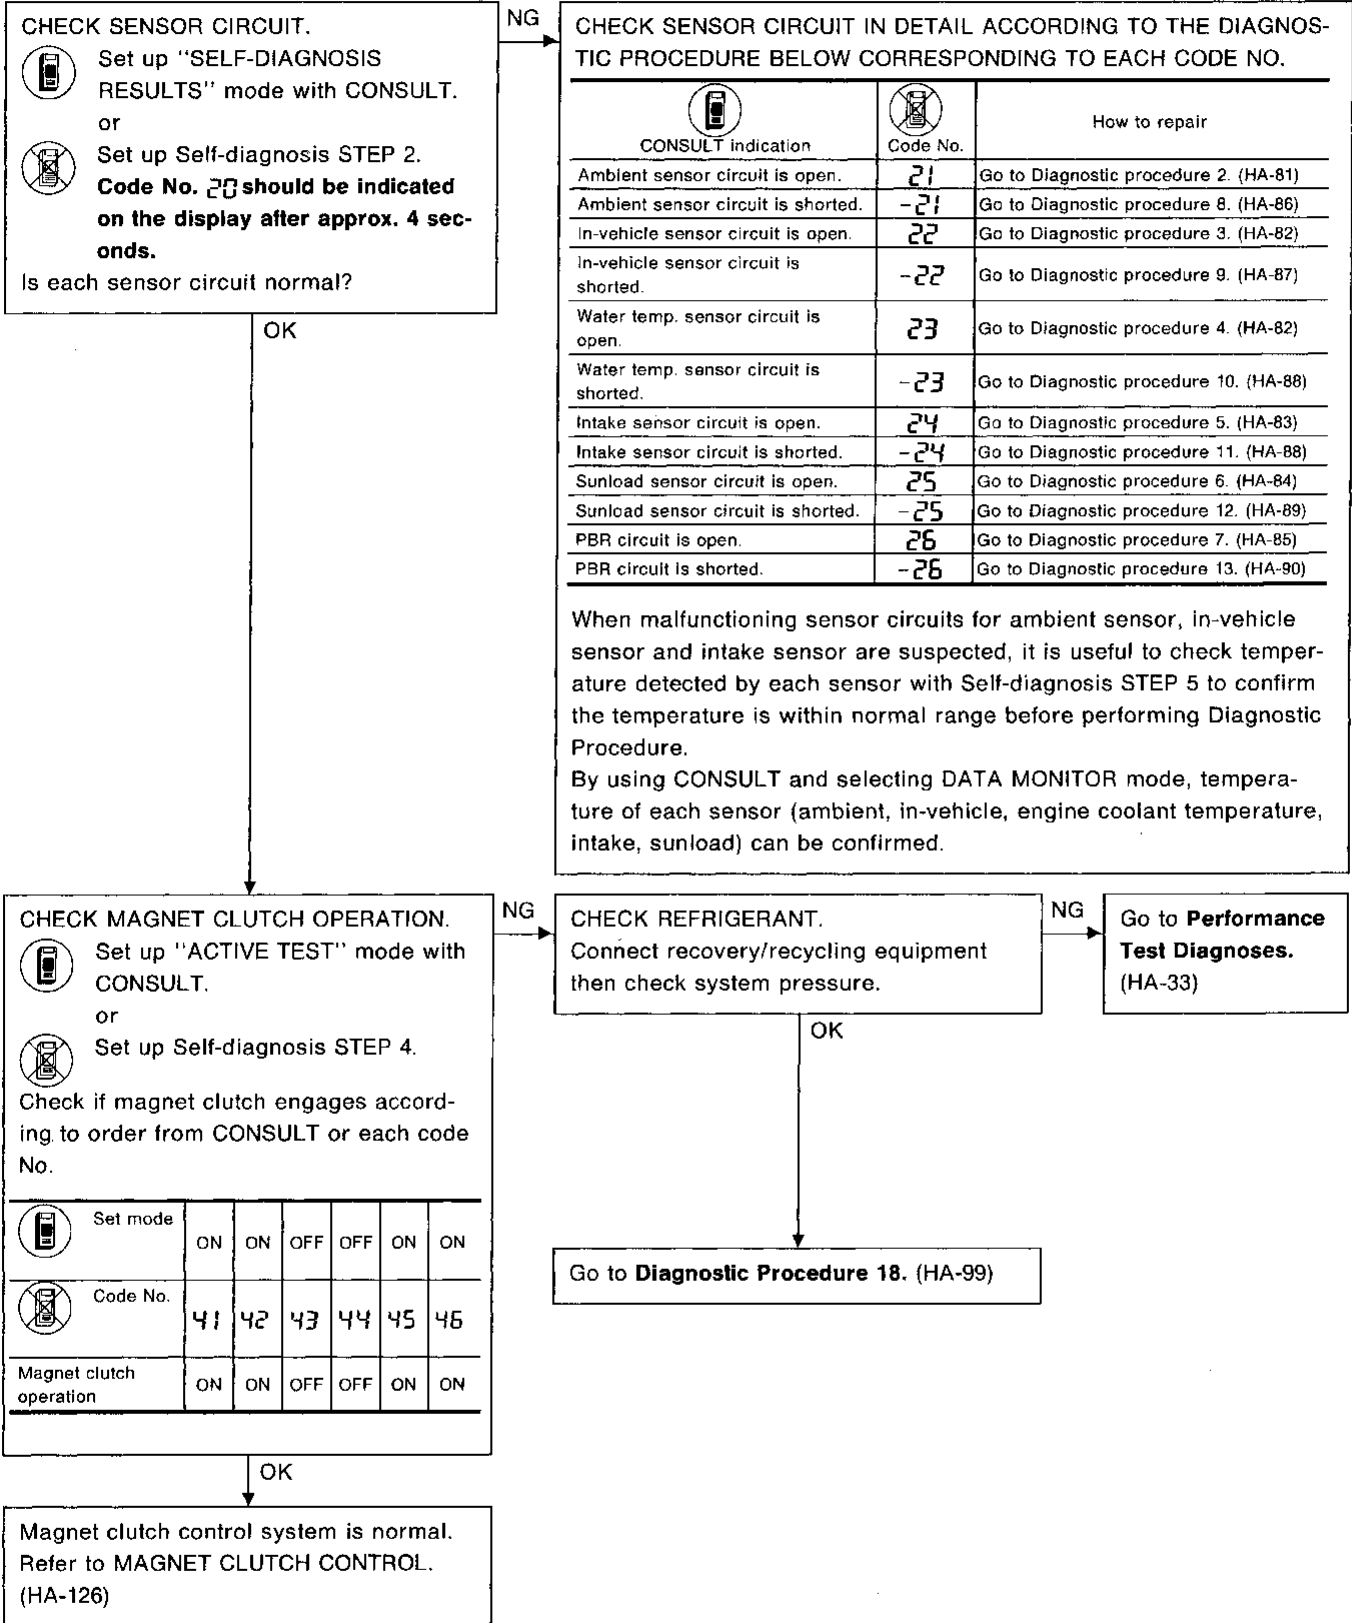 CHECK SENSOR CIRCUIT.
Set up "SELF-DIAGNOSIS
RESULTS" mode with CONSULT.
or
Set up Self-diagnosis STEP 2.
Code No. 20 should be indicated
on the display after approx. 4 sec-
onds.
Is each sensor circuit normal?
NG
OK
CHECK SENSOR CIRCUIT IN DETAIL ACCORDING TO THE DIAGNOS-
TIC PROCEDURE BELOW CORRESPONDING TO EACH CODE NO.
CONSULT indication Code No. How to repair
Ambient sensor circuit is open. 21 Go to Diagnostic procedure 2. (HA-81)
Ambient sensor circuit is shorted. -21 Go to Diagnostic procedure 8. (HA-86)
In-vehicle sensor circuit is open. 22 Go to Diagnostic procedure 3. (HA-82)
In-vehicle sensor circuit is
shorted. -22 Go to Diagnostic procedure 9. (HA-87)
Water temp. sensor circuit is
open. 23 Go to Diagnostic procedure 4. (HA-82)
Water temp. sensor circuit is
shorted. -23 Go to Diagnostic procedure 10. (HA-88)
Intake sensor circuit is open. 24 Go to Diagnostic procedure 5. (HA-83)
Intake sensor circuit is shorted. -24 Go to Diagnostic procedure 11. (HA-88)
Sunload sensor circuit is open. 25 Go to Diagnostic procedure 6. (HA-84)
Sunload sensor circuit is shorted. -25 Go to Diagnostic procedure 12. (HA-89)
PBR circuit is open. 26 Go to Diagnostic procedure 7. (HA-85)
PBR circuit is shorted. -26 Go to Diagnostic procedure 13. (HA-90)
When malfunctioning sensor circuits for ambient sensor, in-vehicle
sensor and intake sensor are suspected, it is useful to check temper-
ature detected by each sensor with Self-diagnosis STEP 5 to confirm
the temperature is within normal range before performing Diagnostic
Procedure.
By using CONSULT and selecting DATA MONITOR mode, tempera-
ture of each sensor (ambient, in-vehicle, engine coolant temperature,
intake, sunload) can be confirmed.
CHECK MAGNET CLUTCH OPERATION.
Set up "ACTIVE TEST" mode with
CONSULT.
or
Set up Self-diagnosis STEP 4.
Check if magnet clutch engages accord-
ing to order from CONSULT or each code
No.
Set mode ON ON OFF OFF ON ON
Code No. 41 42 43 44 45 46
Magnet clutch
operation ON ON OFF OFF ON ON
NG
CHECK REFRIGERANT.
Connect recovery/recycling equipment
then check system pressure.
NG
Go to Performance
Test Diagnoses.
(HA-33)
OK
Go to Diagnostic Procedure 18. (HA-99)
OK
Magnet clutch control system is normal.
Refer to MAGNET CLUTCH CONTROL.
(HA-126)